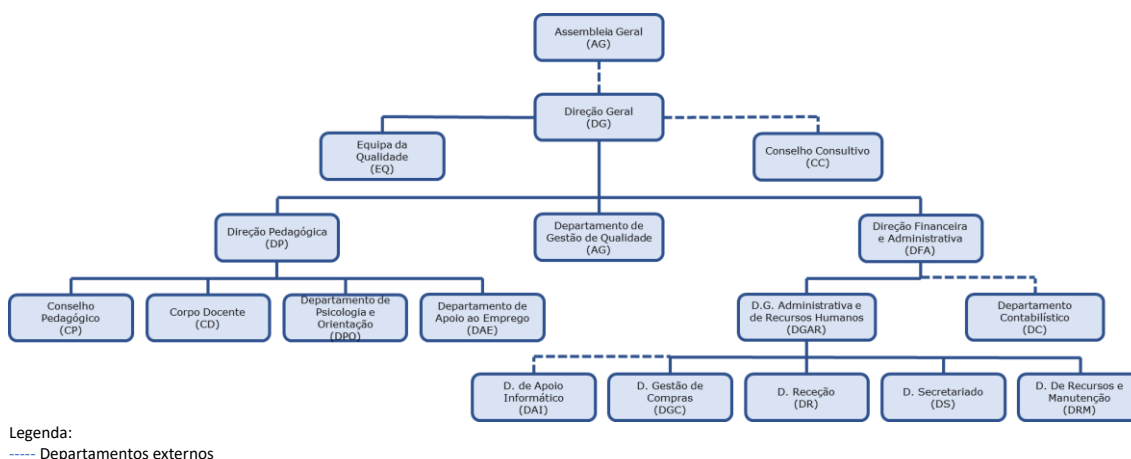 Assembleia Geral
(AG)
Direção Geral
(DG)
Equipa da
Qualidade
(EQ)
Conselho Consultivo
(CC)
Direção Pedagógica
(DP)
Departamento de
Gestão de Qualidade
(AG)
Direção Financeira
e Administrativa
(DFA)
Conselho
Pedagógico
(CP)
Corpo Docente
(CD)
Departamento de
Psicologia e
Orientação
(DPO)
Departamento de
Apoio ao Emprego
(DAE)
D.G. Administrativa e
de Recursos Humanos
(DGAR)
Departamento
Contabilístico
(DC)
D. de Apoio
Informático
(DAI)
D. Gestão de
Compras
(DGC)
D. Receção
(DR)
D. Secretariado
(DS)
D. De Recursos e
Manutenção
(DRM)
Legenda:
----- Departamentos externos